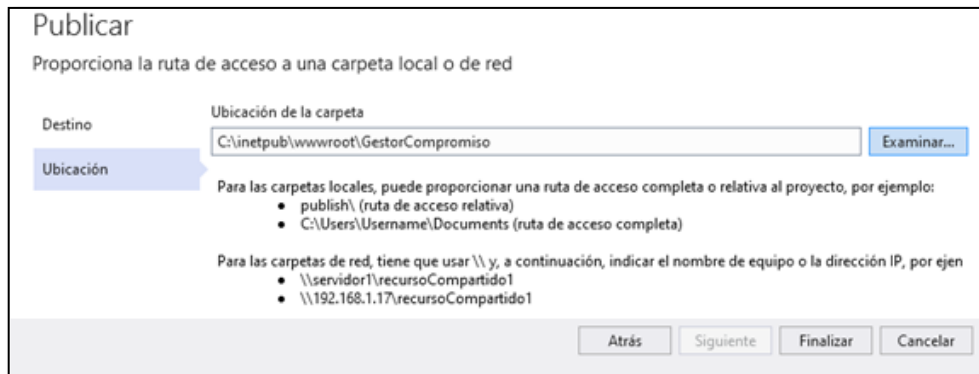 Publicar
Proporciona la ruta de acceso a una carpeta local o de red
Destino
Ubicación
Ubicación de la carpeta
C:\inetpub\wwwroot\GestorCompromiso
Examinar...
Para las carpetas locales, puede proporcionar una ruta de acceso completa o relativa al proyecto, por ejemplo:
• publish\ (ruta de acceso relativa)
• C:\Users\Username\Documents (ruta de acceso completa)
Para las carpetas de red, tiene que usar \\ y, a continuación, indicar el nombre de equipo o la dirección IP, por ejen
• \\servidor1\recursoCompartido1
• \\192.168.1.17\recursoCompartido1
Atrás
Siguiente
Finalizar
Cancelar